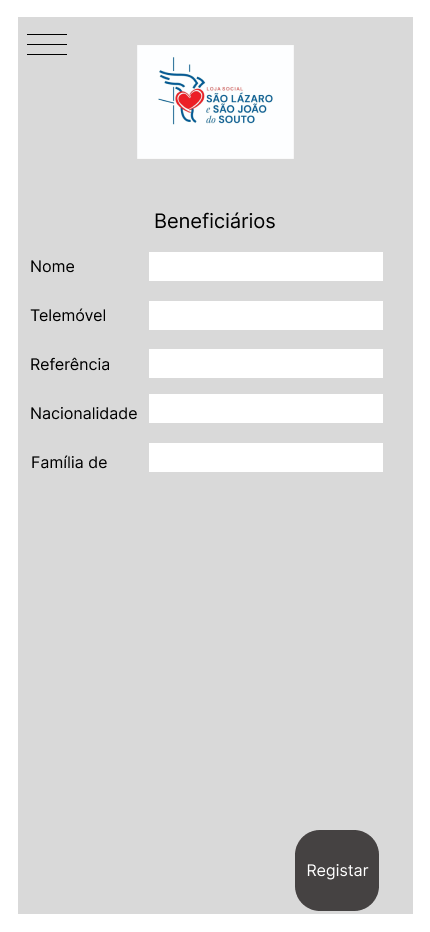 LOJA SOCIAL
SÃO LÁZARO
e SÃO JOÃO
do SOUTO
Beneficiários
Nome
Telemóvel
Referência
Nacionalidade
Família de
Registar